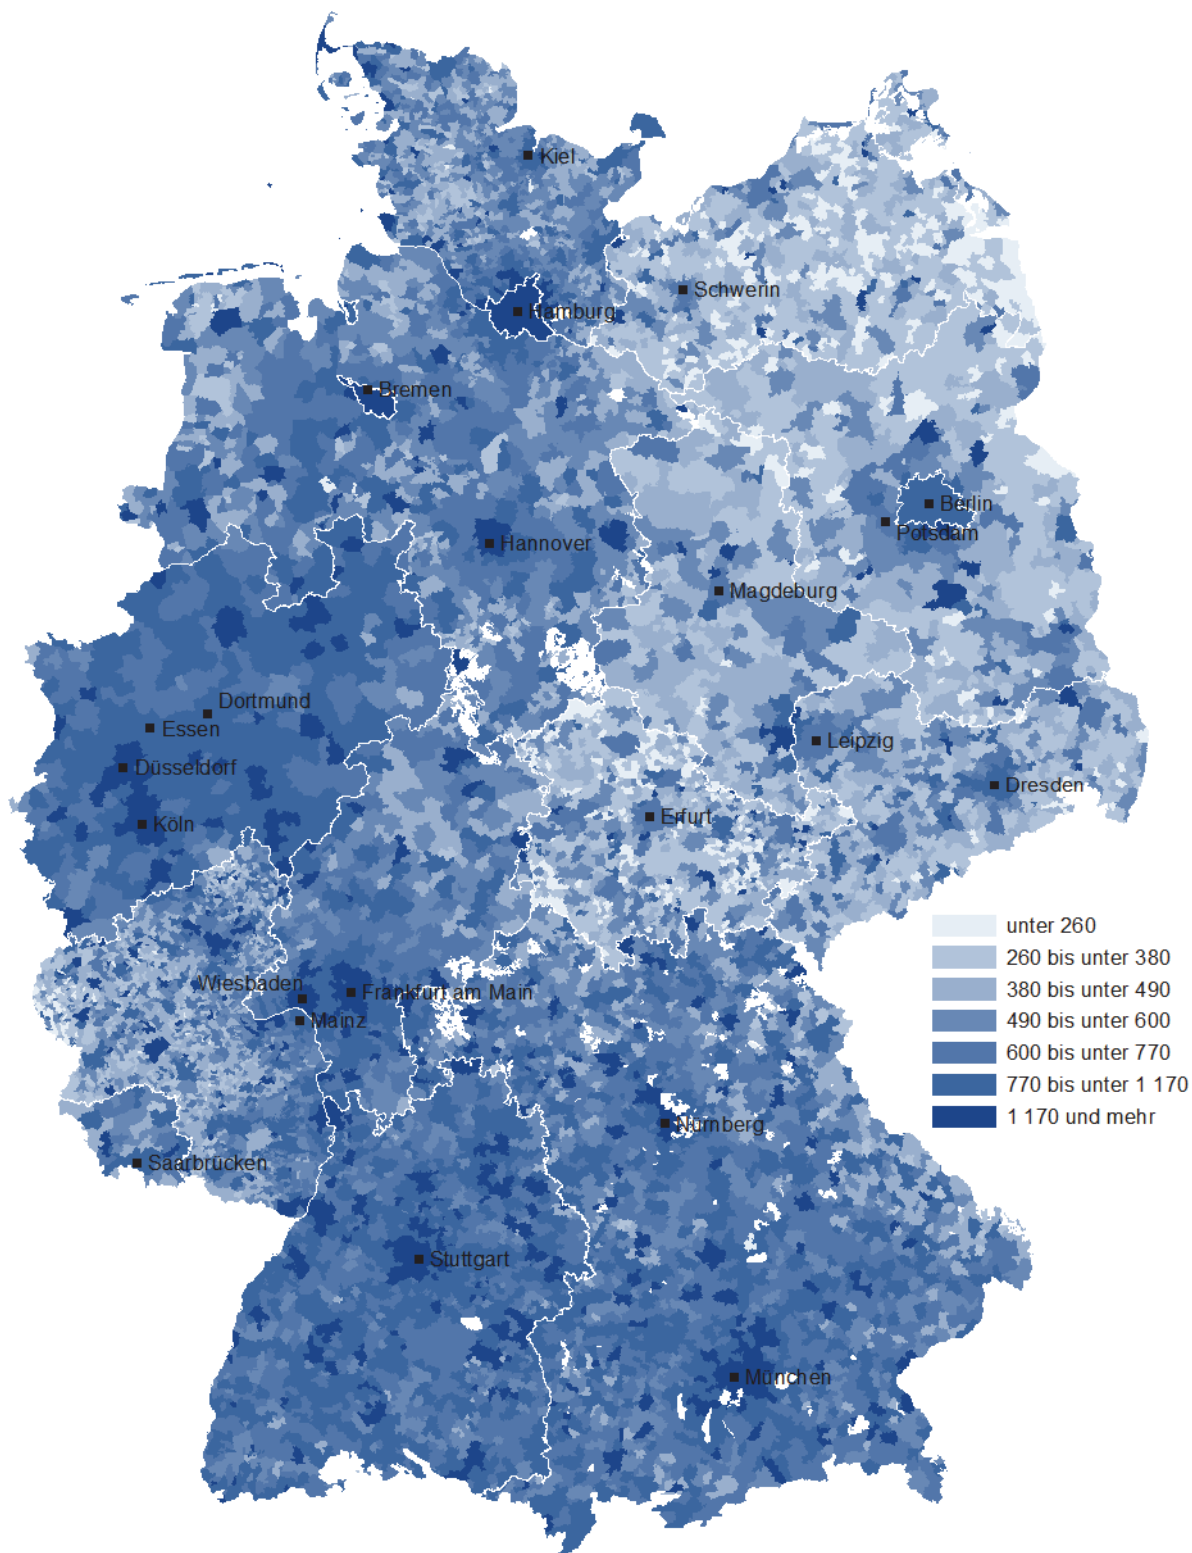 Kiel
Schwerin
Hamburg
Bremen
Berlin
Potsdam
Hannover
Magdeburg
Dortmund
Essen
Leipzig
Düsseldorf
Dresden
Köln
Erfurt
unter 260
260 bis unter 380
Wiesbaden
Frankfurt am Main
380 bis unter 490
Mainz
490 bis unter 600
600 bis unter 770
770 bis unter 1 170
1 170 und mehr
Nürnberg
Saarbrücken
Stuttgart
München